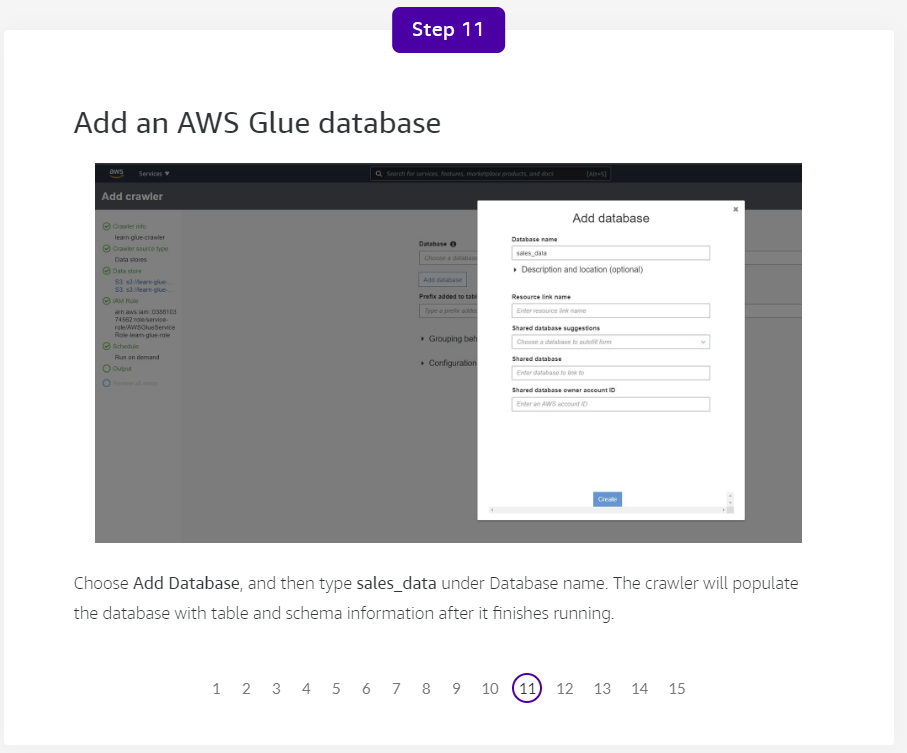 Step 11
Add an AWS Glue database
aws
Services
Search for services, features, marketplace products, and docs
[Alt+S]
Add crawler
Crawler info
learn-glue-crawler
Crawler source type
Data stores
Data store
S3: s3://learn-glue-...
S3: s3://learn-glue-...
IAM Role
arn:aws:iam::
role/service-
role/AWSGlueService
Role-learn-glue-role
Schedule
Run on demand
Output
Review all steps
Database
Choose a database
Add database
Prefix added to tabl
Type a prefix added
Grouping beh
Configuration
Add database
Database name
sales_data
Description and location (optional)
Resource link name
Enter resource link name
Shared database suggestions
Choose a database to autofill form
Shared database
Enter database to link to
Shared database owner account ID
Enter an AWS account ID
Create
Choose Add Database, and then type sales_data under Database name. The crawler will populate
the database with table and schema information after it finishes running.
1 2 3 4 5 6 7 8 9 10 11 12 13 14 15